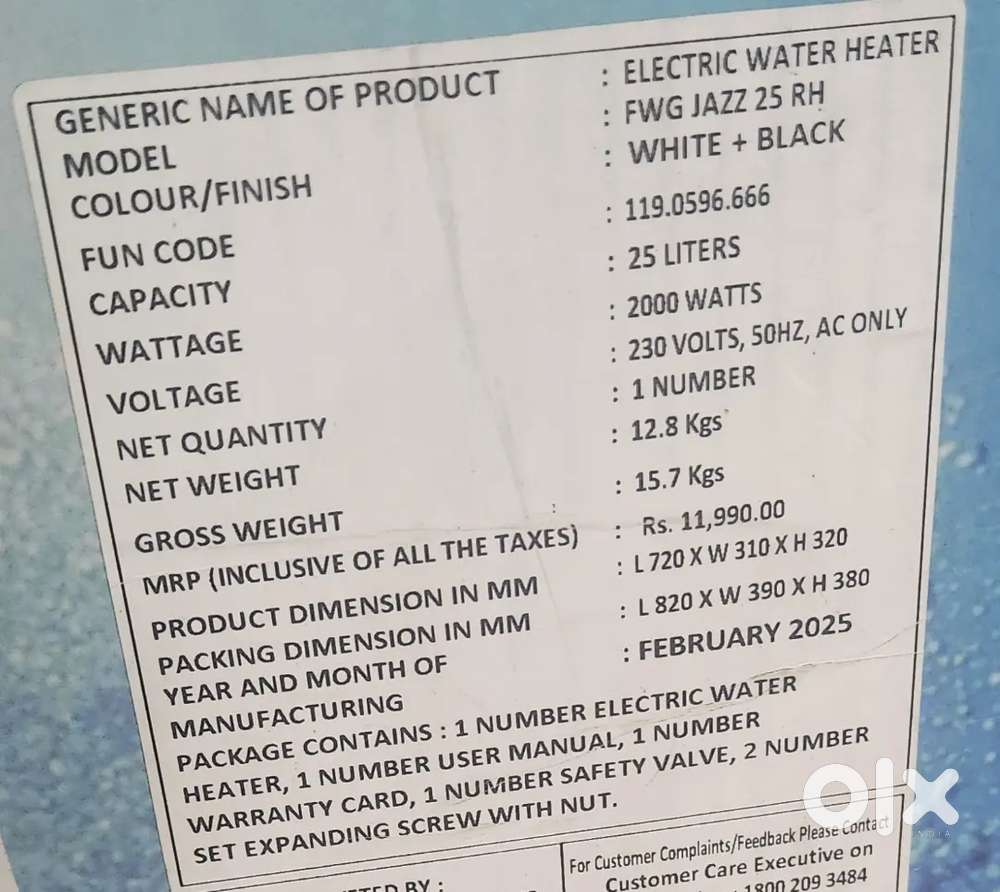 GENERIC NAME OF PRODUCT : ELECTRIC WATER HEATER
MODEL : FWG JAZZ 25 RH
COLOUR/FINISH : WHITE + BLACK
FUN CODE : 119.0596.666
CAPACITY : 25 LITERS
WATTAGE : 2000 WATTS
VOLTAGE : 230 VOLTS, 50HZ, AC ONLY
NET QUANTITY : 1 NUMBER
NET WEIGHT : 12.8 Kgs
GROSS WEIGHT : 15.7 Kgs
MRP (INCLUSIVE OF ALL THE TAXES) : Rs. 11,990.00
PRODUCT DIMENSION IN MM : L 720 X W 310 X H 320
PACKING DIMENSION IN MM : L 820 X W 390 X H 380
YEAR AND MONTH OF : FEBRUARY 2025
MANUFACTURING
PACKAGE CONTAINS : 1 NUMBER ELECTRIC WATER
HEATER, 1 NUMBER USER MANUAL, 1 NUMBER
WARRANTY CARD, 1 NUMBER SAFETY VALVE, 2 NUMBER
SET EXPANDING SCREW WITH NUT.
For Customer Complaints/Feedback Please Contact
Customer Care Executive on
1800 209 3484
BY :
olx
INDIA